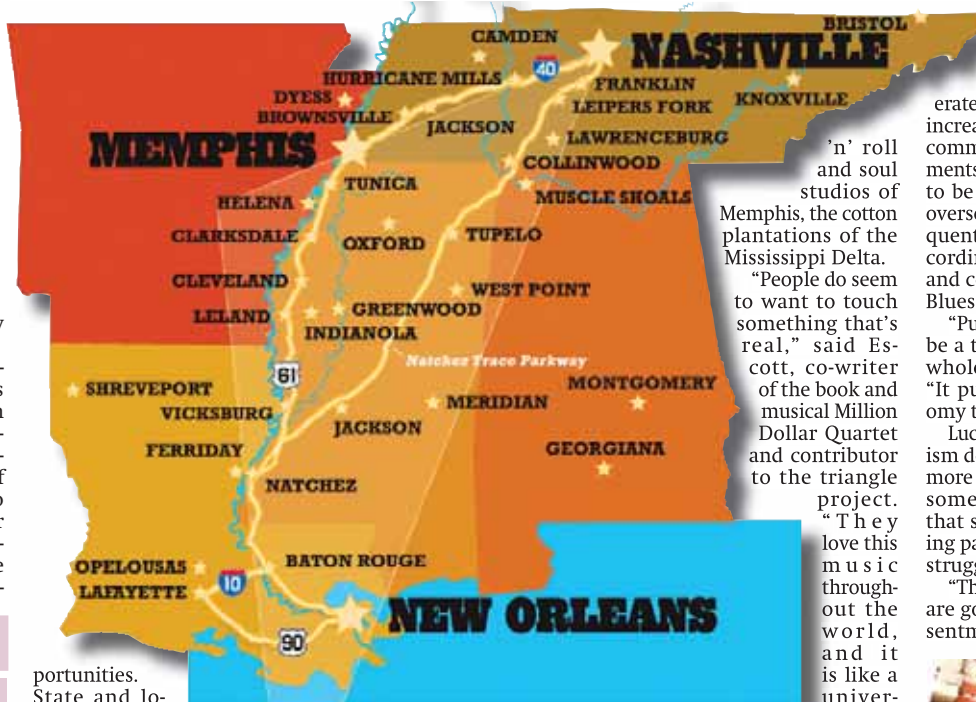 BRISTOL
CAMDEN
NASHVILLE
40
HURRICANE MILLS
FRANKLIN
DYESS
LEIPERS FORK
KNOXVILLE
BROWNSVILLE
JACKSON
LAWRENCEBURG
MEMPHIS
COLLINWOOD
TUNICA
MUSCLE SHOALS
HELENA
CLARKSDALE
OXFORD
TUPELO
CLEVELAND
WEST POINT
LELAND
GREENWOOD
INDIANOLA
Natchez Trace Parkway
61
SHREVEPORT
MONTGOMERY
VICKSBURG
MERIDIAN
JACKSON
FERRIDAY
GEORGIANA
NATCHEZ
BATON ROUGE
OPELOUSAS
10
LAFAYETTE
NEW ORLEANS
90
portunities.
State and lo-
'n' roll
and soul
studios of
Memphis, the cotton
plantations of the
Mississippi Delta.
"People do seem
to want to touch
something that's
real," said Es-
cott, co-writer
of the book and
musical Million
Dollar Quartet
and contributor
to the triangle
project.
"They
love this
music
through-
out the
world,
and it
is like a
univer-
erate
increa
comm
ments
to be
overse
quent
cordin
and c
Blues
"Pu
be a t
whole
"It pu
omy t
Luc
ism de
more
some
that s
ing pa
strugg
"Th
are go
sentm